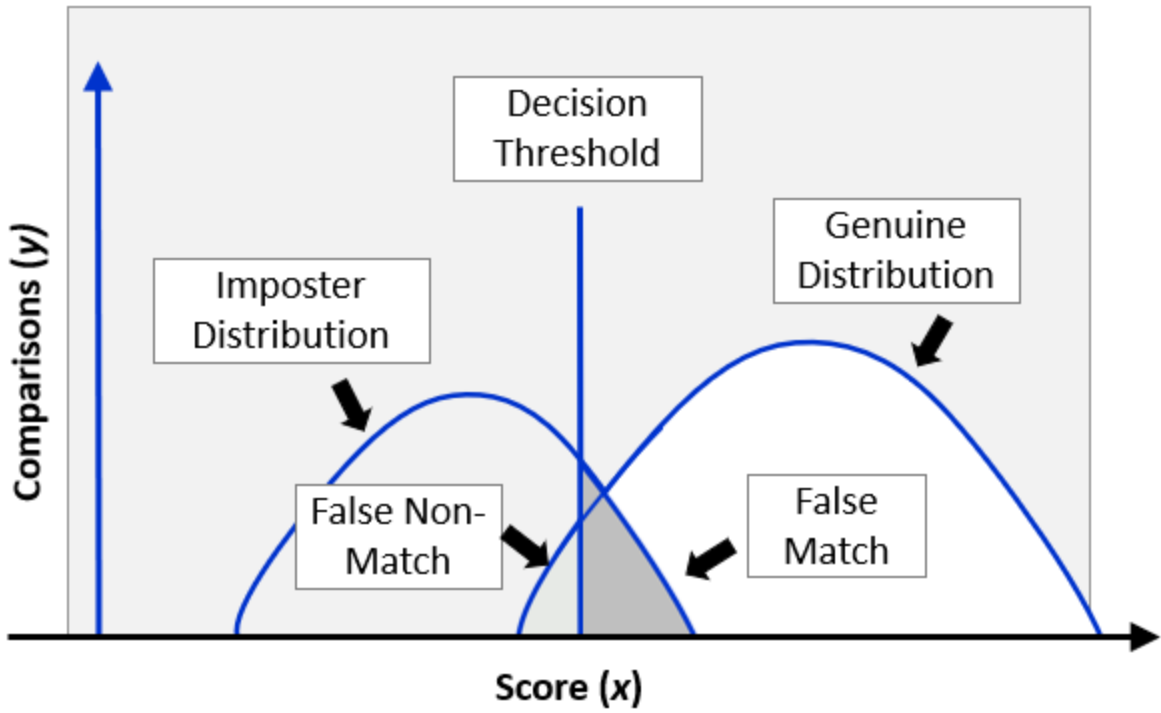 Decision
Threshold
Genuine
Distribution
Imposter
Distribution
False Non-
Match
False
Match
Comparisons (y)
Score (x)